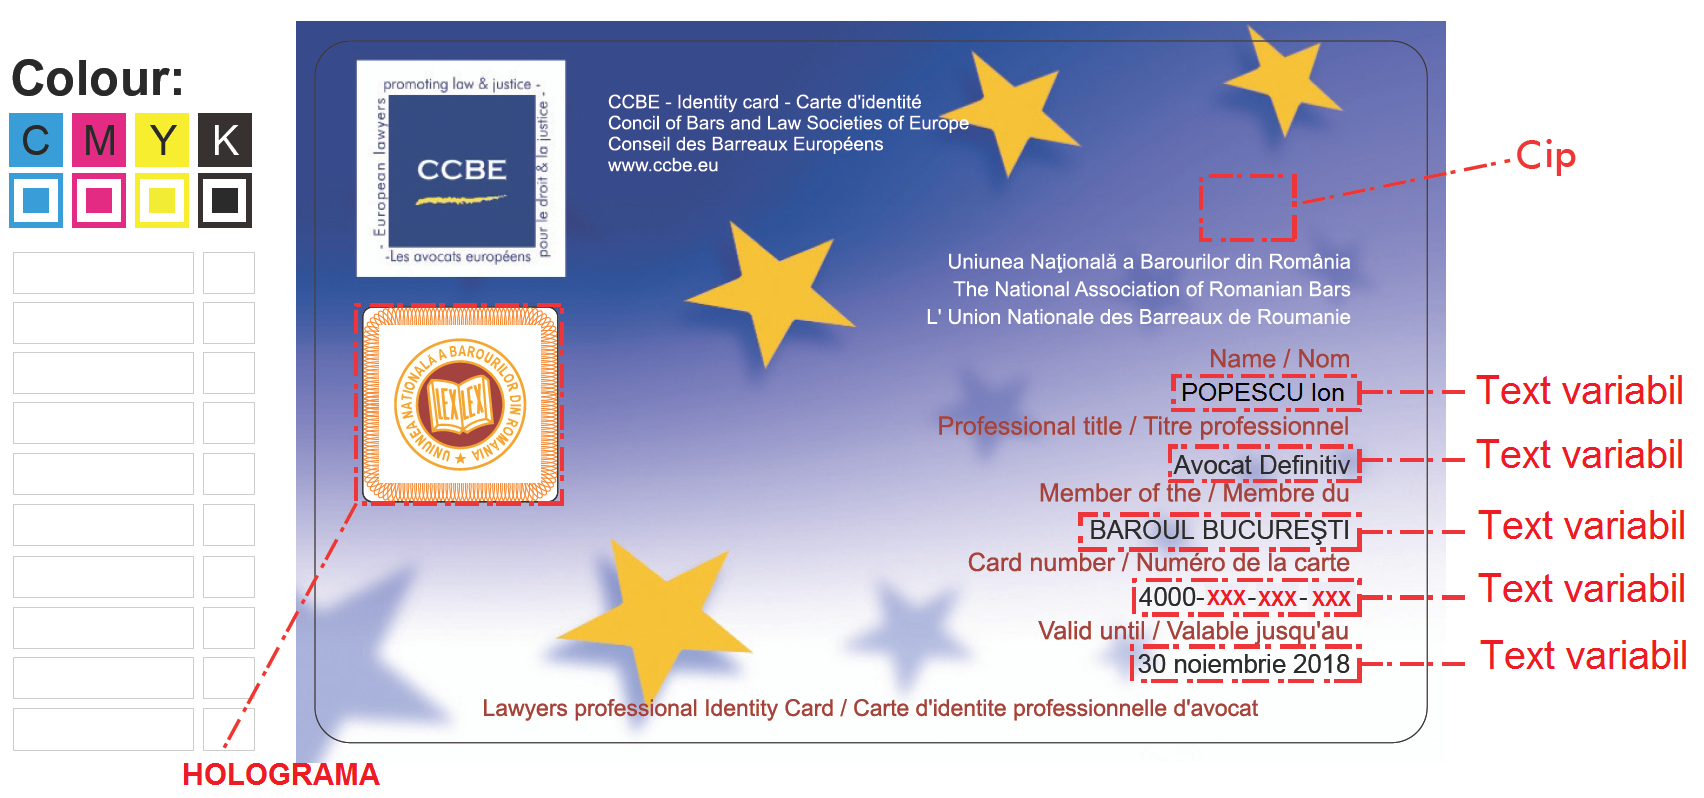 Colour:
C M Y K
promoting law & justice -
- European lawyers
CCBE
pour le droit & la justice -
-Les avocats européens
CCBE - Identity card - Carte d'identité
Concil of Bars and Law Societies of Europe
Conseil des Barreaux Européens
www.ccbe.eu
Cip
Uniunea Naţională a Barourilor din România
The National Association of Romanian Bars
L' Union Nationale des Barreaux de Roumanie
UNIUNEA NAȚIONALĂ A BAROURILOR DIN ROMÂNIA
LEX LEX
HOLOGRAMA
Name / Nom
POPESCU Ion
Text variabil
Professional title / Titre professionnel
Avocat Definitiv
Text variabil
Member of the / Membre du
BAROUL BUCUREŞTI
Text variabil
Card number / Numéro de la carte
4000-xxx-xxx-xxx
Text variabil
Valid until / Valable jusqu'au
30 noiembrie 2018
Text variabil
Lawyers professional Identity Card / Carte d'identite professionnelle d'avocat